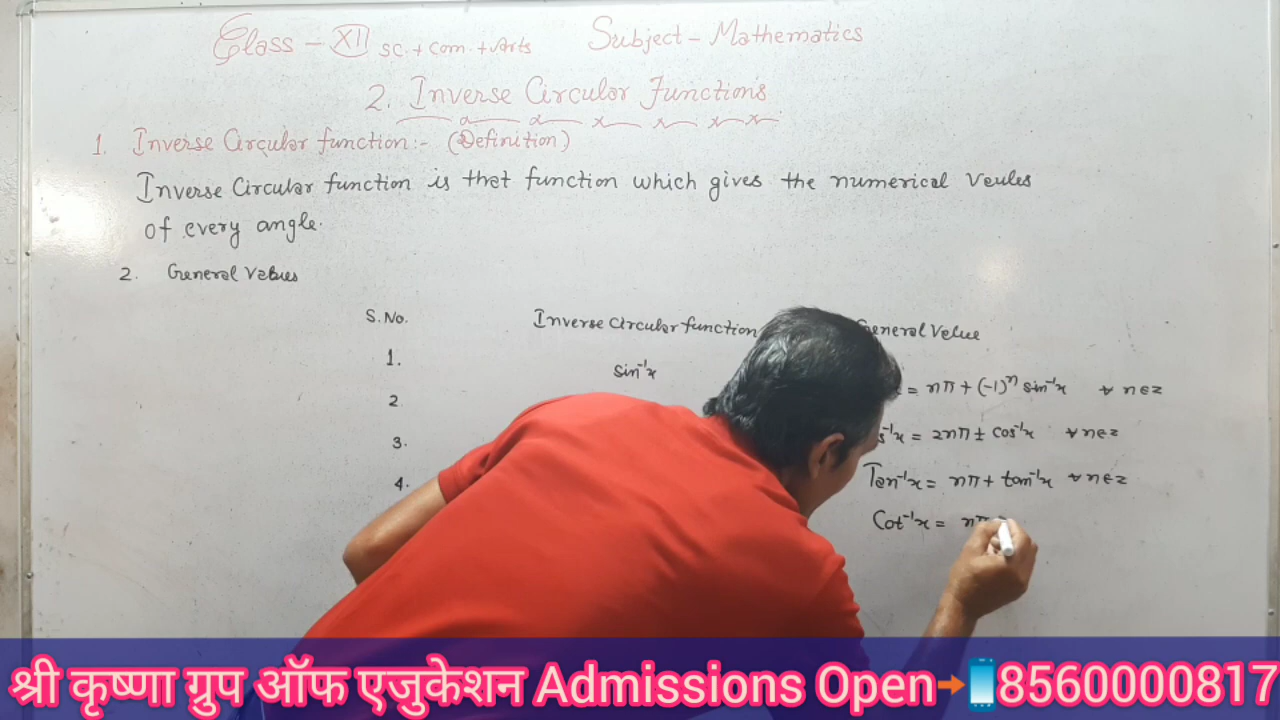 Class - XII Sc. + Com. + Arts Subject - Mathematics
2. Inverse Circular Functions
1. Inverse Circular function :- (Definition)
Inverse Circular function is that function which gives the numerical Values
of every angle.
2. General Values
S.No. Inverse Circular function General Value
1. sin⁻¹x = nπ + (-1)ⁿ sin⁻¹x ∀ n∈z
2. s⁻¹x = 2nπ ± cos⁻¹x ∀ n∈z
3. Tan⁻¹x = nπ + tan⁻¹x ∀ n∈z
4. Cot⁻¹x = nπ
श्री कृष्णा ग्रुप ऑफ एजुकेशन Admissions Open 8560000817